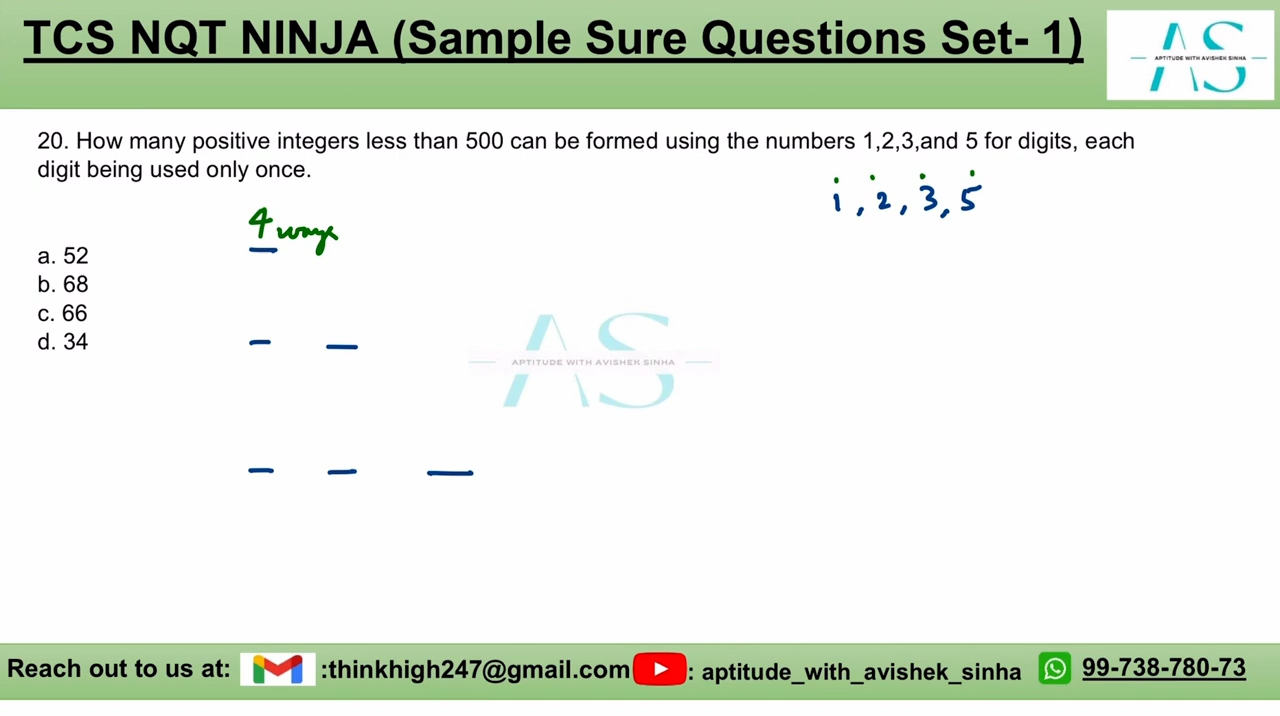 TCS NQT NINJA (Sample Sure Questions Set- 1)
AS
APTITUDE WITH AVISHEK SINHA
20. How many positive integers less than 500 can be formed using the numbers 1,2,3,and 5 for digits, each
digit being used only once.
1, 2, 3, 5
4 ways
a. 52
b. 68
c. 66
d. 34
AS
APTITUDE WITH AVISHEK SINHA
Reach out to us at: :thinkhigh247@gmail.com : aptitude_with_avishek_sinha 99-738-780-73